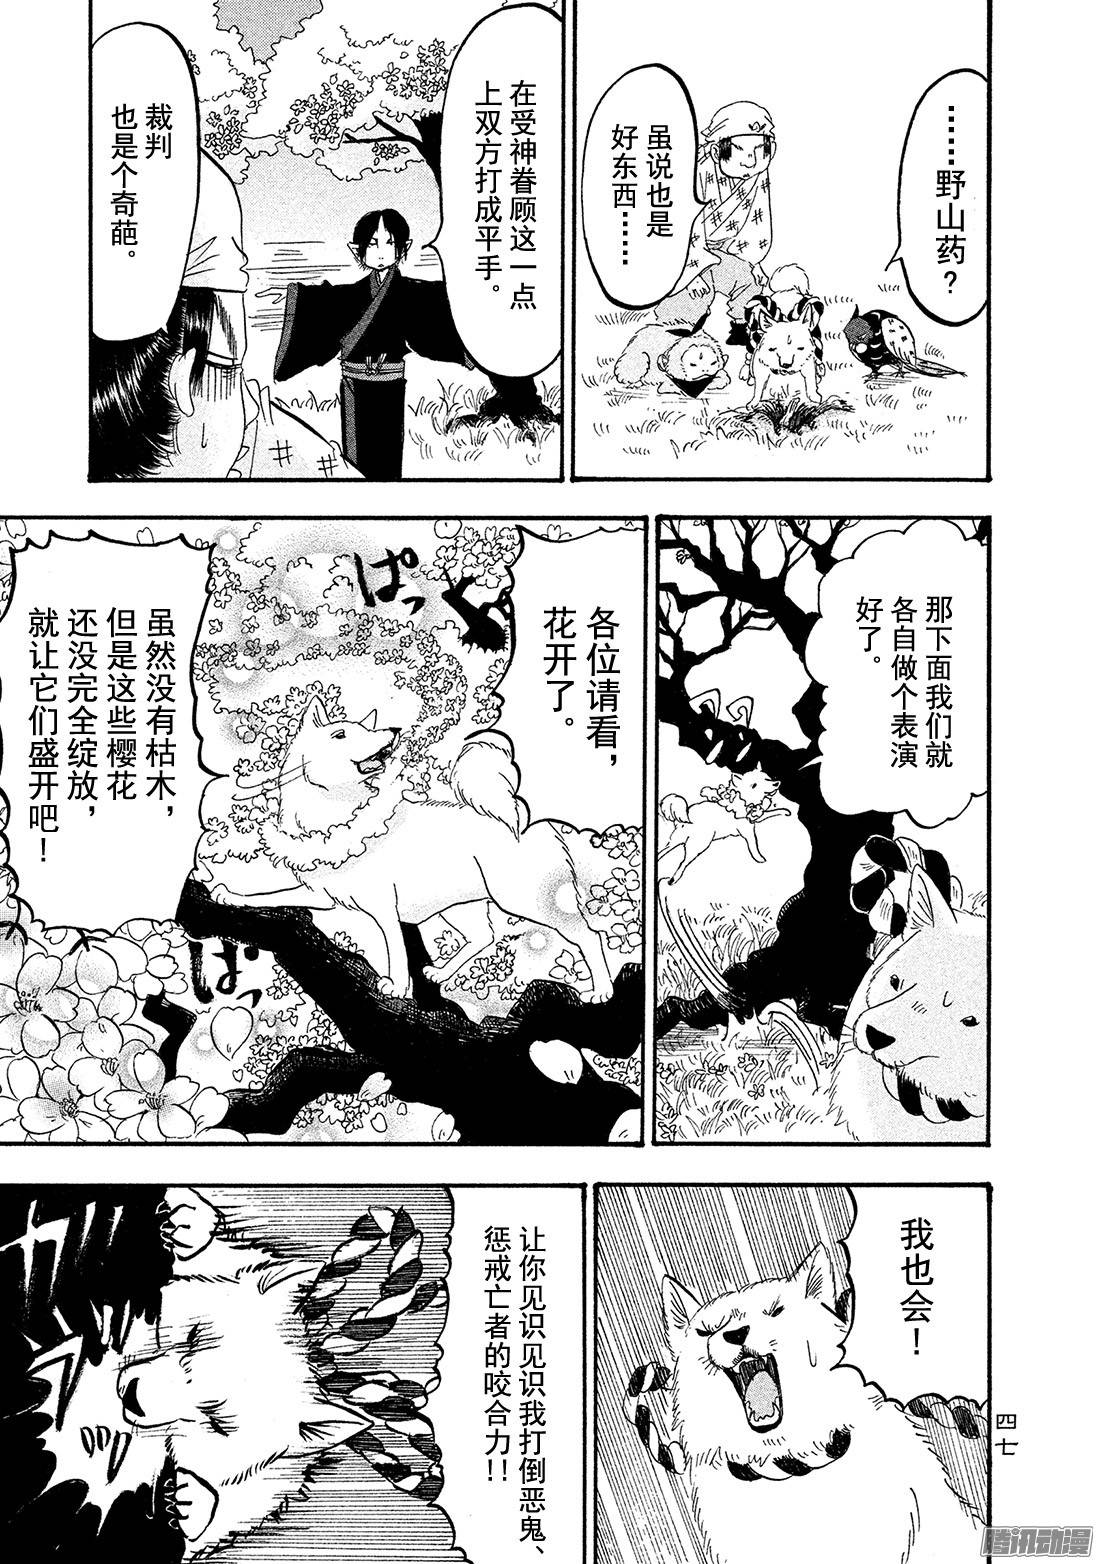 ……野山药？
虽说也是
好东西……
在受神眷顾这一点
上双方打成平手。
裁判
也是个奇葩。
那下面我们就
各自做个表演
好了。
各位请看，
花开了。
ぱっ
ぱっ
虽然没有枯木，
但是这些樱花
还没完全绽放，
就让它们盛开吧！
我也会！
让你见识见识我打倒恶鬼、
惩戒亡者的咬合力！！
四七
腾讯动漫